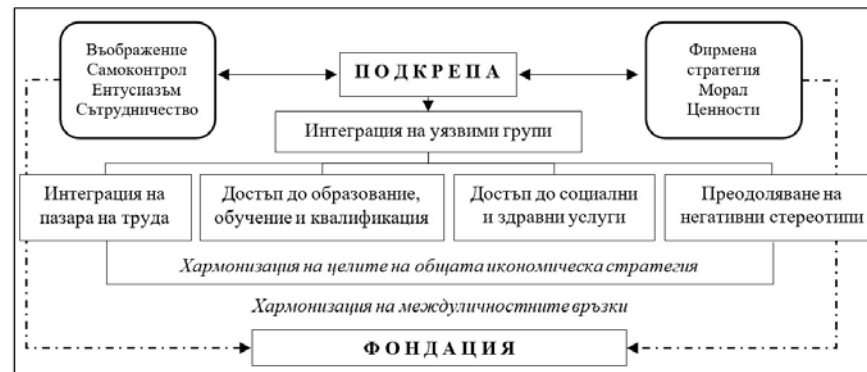 Въображение
Самоконтрол
Ентусиазъм
Сътрудничество
ПОДКРЕПА
Фирмена
стратегия
Морал
Ценности
Интеграция на уязвими групи
Интеграция на
пазара на труда
Достъп до образование,
обучение и квалификация
Достъп до социални
и здравни услуги
Преодоляване на
негативни стереотипи
Хармонизация на целите на общата икономическа стратегия
Хармонизация на междуличностните връзки
ФОНДАЦИЯ